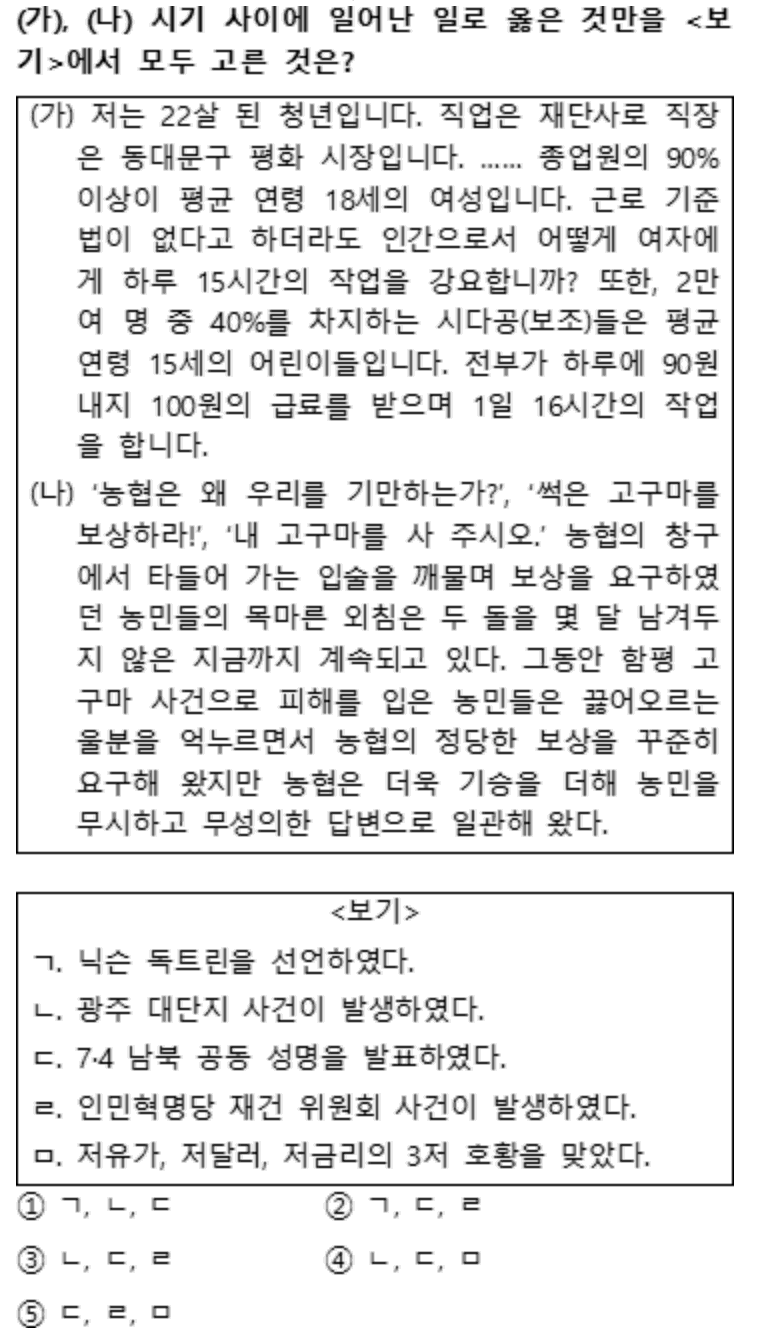 (가), (나) 시기 사이에 일어난 일로 옳은 것만을 <보
기>에서 모두 고른 것은?
(가) 저는 22살 된 청년입니다. 직업은 재단사로 직장
은 동대문구 평화 시장입니다. …… 종업원의 90%
이상이 평균 연령 18세의 여성입니다. 근로 기준
법이 없다고 하더라도 인간으로서 어떻게 여자에
게 하루 15시간의 작업을 강요합니까? 또한, 2만
여 명 중 40%를 차지하는 시다공(보조)들은 평균
연령 15세의 어린이들입니다. 전부가 하루에 90원
내지 100원의 급료를 받으며 1일 16시간의 작업
을 합니다.
(나) ‘농협은 왜 우리를 기만하는가?’, ‘썩은 고구마를
보상하라!’, ‘내 고구마를 사 주시오.’ 농협의 창구
에서 타들어 가는 입술을 깨물며 보상을 요구하였
던 농민들의 목마른 외침은 두 돌을 몇 달 남겨두
지 않은 지금까지 계속되고 있다. 그동안 함평 고
구마 사건으로 피해를 입은 농민들은 끓어오르는
울분을 억누르면서 농협의 정당한 보상을 꾸준히
요구해 왔지만 농협은 더욱 기승을 더해 농민을
무시하고 무성의한 답변으로 일관해 왔다.
<보기>
ㄱ. 닉슨 독트린을 선언하였다.
ㄴ. 광주 대단지 사건이 발생하였다.
ㄷ. 7·4 남북 공동 성명을 발표하였다.
ㄹ. 인민혁명당 재건 위원회 사건이 발생하였다.
ㅁ. 저유가, 저달러, 저금리의 3저 호황을 맞았다.
① ㄱ, ㄴ, ㄷ ② ㄱ, ㄷ, ㄹ
③ ㄴ, ㄷ, ㄹ ④ ㄴ, ㄷ, ㅁ
⑤ ㄷ, ㄹ, ㅁ